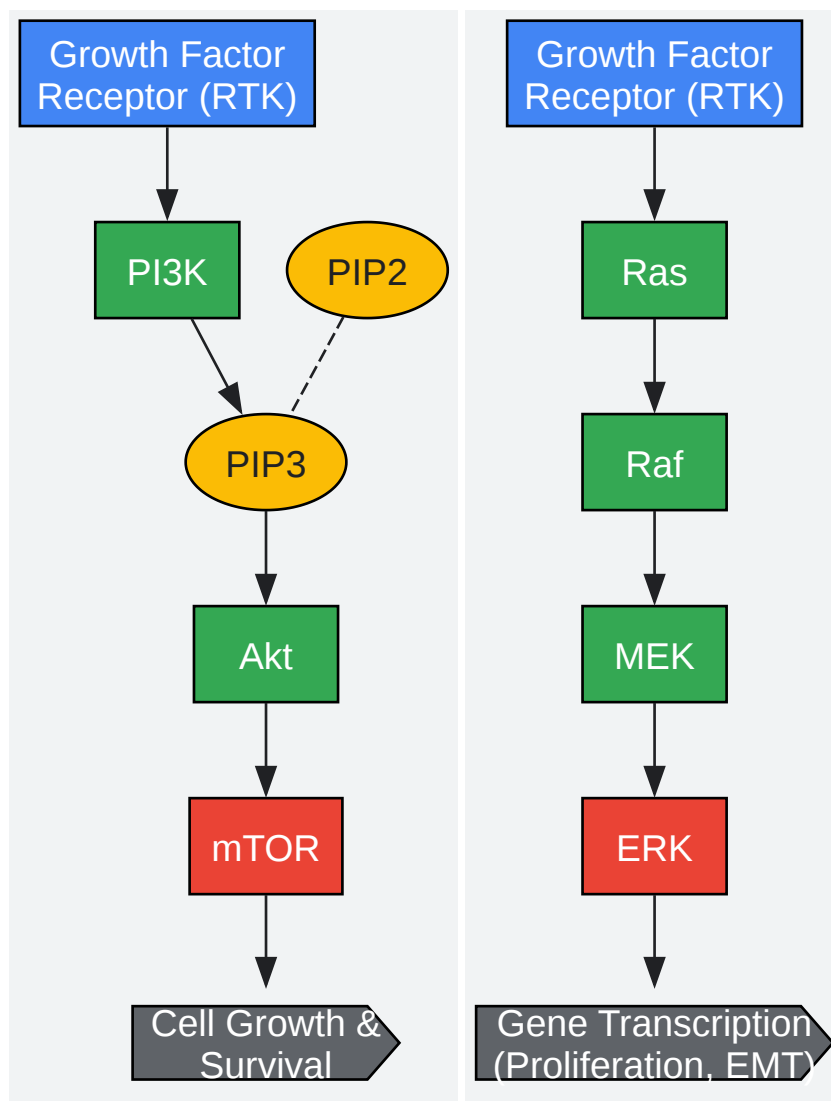 Growth Factor
Receptor (RTK)
PI3K
PIP2
PIP3
Akt
mTOR
Cell Growth &
Survival
Growth Factor
Receptor (RTK)
Ras
Raf
MEK
ERK
Gene Transcription
(Proliferation, EMT)